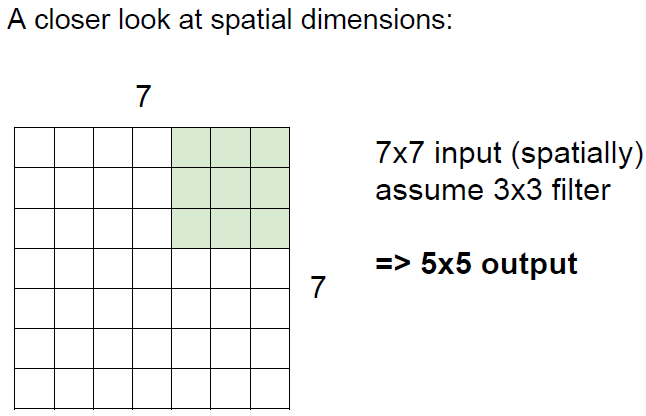 A closer look at spatial dimensions:
7
7x7 input (spatially)
assume 3x3 filter
=> 5x5 output
7